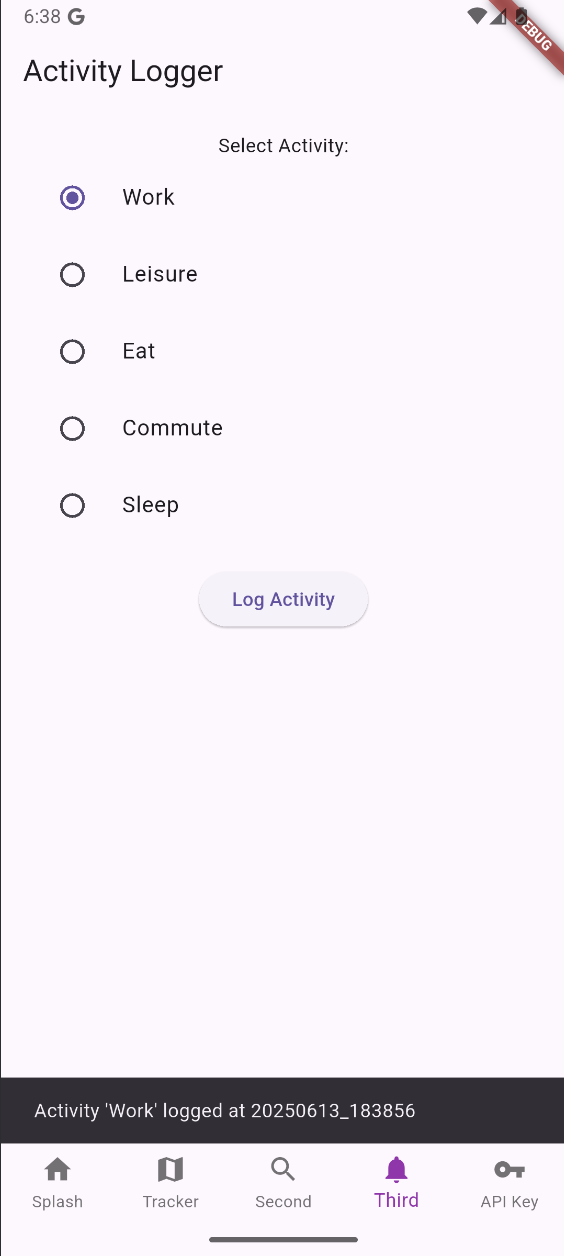 6:38 G
DEBUG
Activity Logger
Select Activity:
Work
Leisure
Eat
Commute
Sleep
Log Activity
Activity 'Work' logged at 20250613_183856
Splash
Tracker
Second
Third
API Key